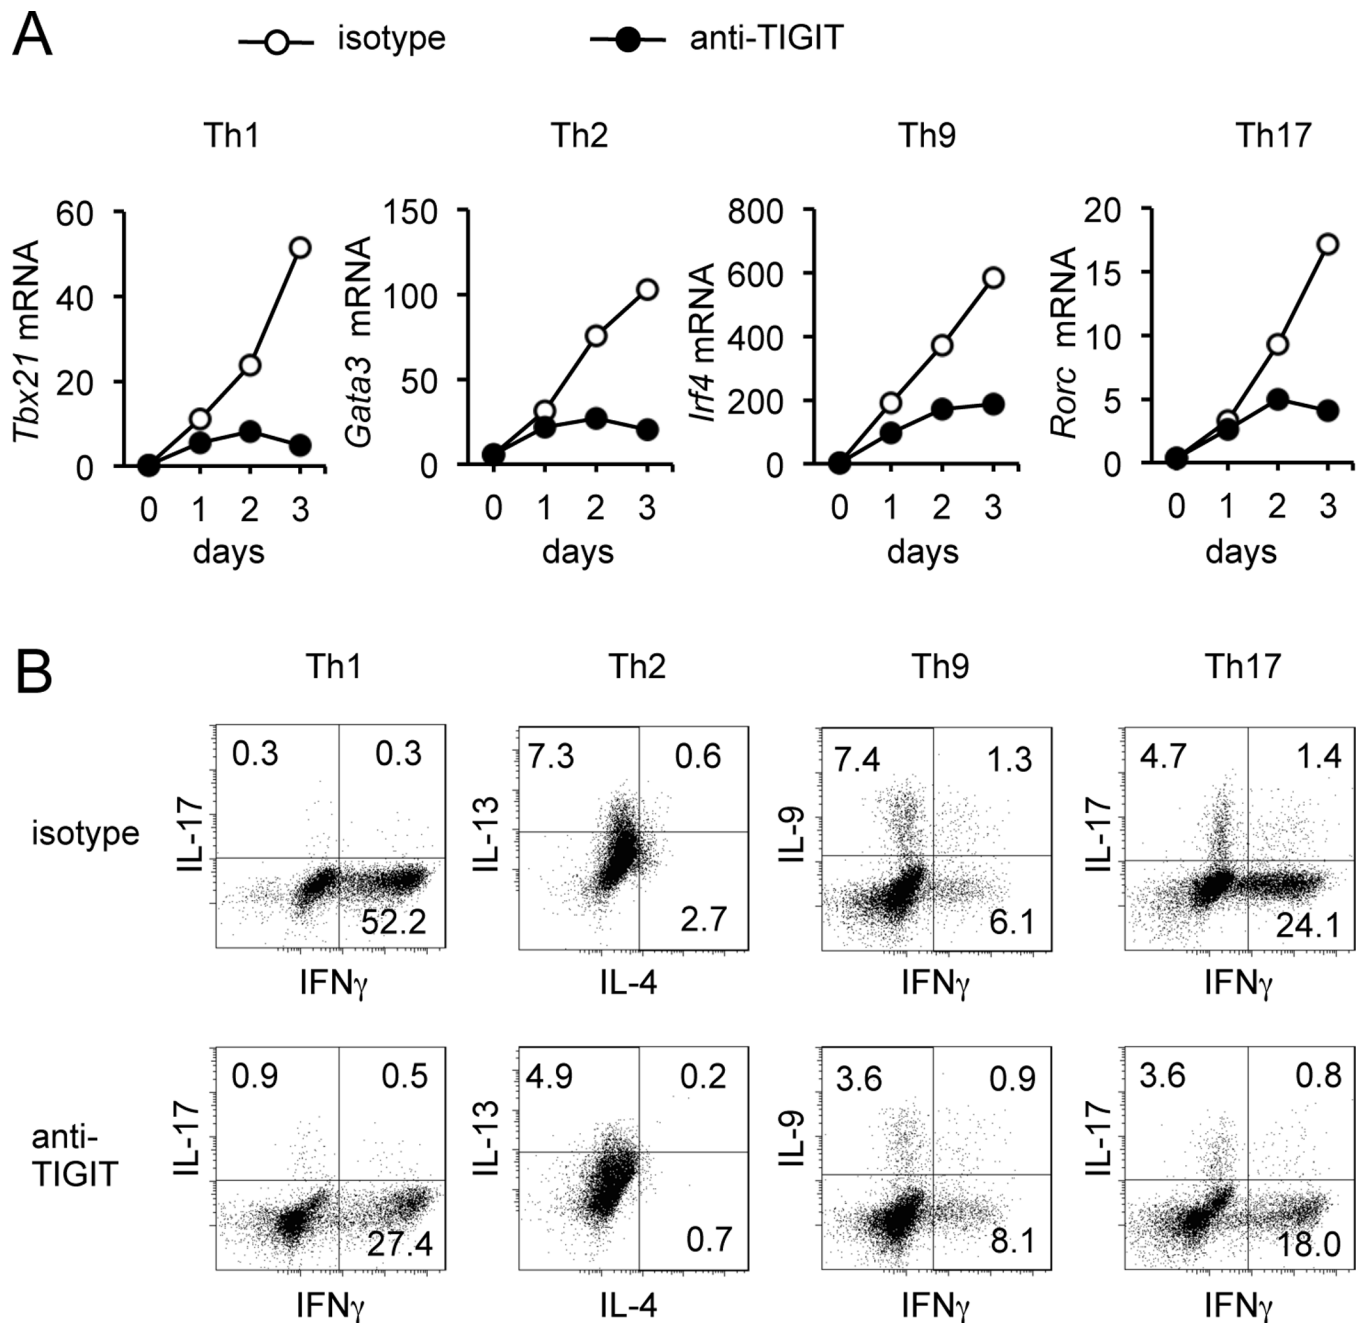 A
isotype anti-TIGIT
Th1 Th2 Th9 Th17
60 150 800 20
40 100 600 15
20 50 400 10
0 0 200 5
0 0
Tbx21 mRNA Gata3 mRNA Irf4 mRNA Rorc mRNA
0 1 2 3 0 1 2 3 0 1 2 3 0 1 2 3
days days days days
B
Th1 Th2 Th9 Th17
isotype
IL-17 0.3 0.3 52.2 IFNγ
IL-13 7.3 0.6 2.7 IL-4
IL-9 7.4 1.3 6.1 IFNγ
IL-17 4.7 1.4 24.1 IFNγ
anti-
TIGIT
IL-17 0.9 0.5 27.4 IFNγ
IL-13 4.9 0.2 0.7 IL-4
IL-9 3.6 0.9 8.1 IFNγ
IL-17 3.6 0.8 18.0 IFNγ